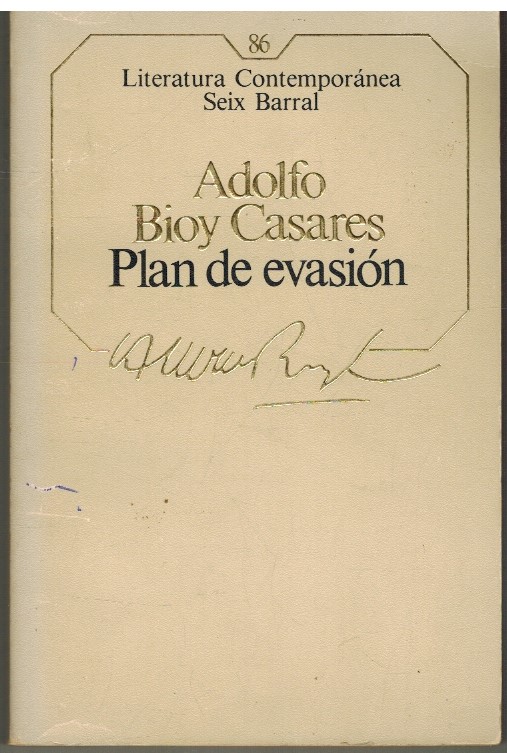 86
Literatura Contemporánea
Seix Barral
Adolfo
Bioy Casares
Plan de evasión